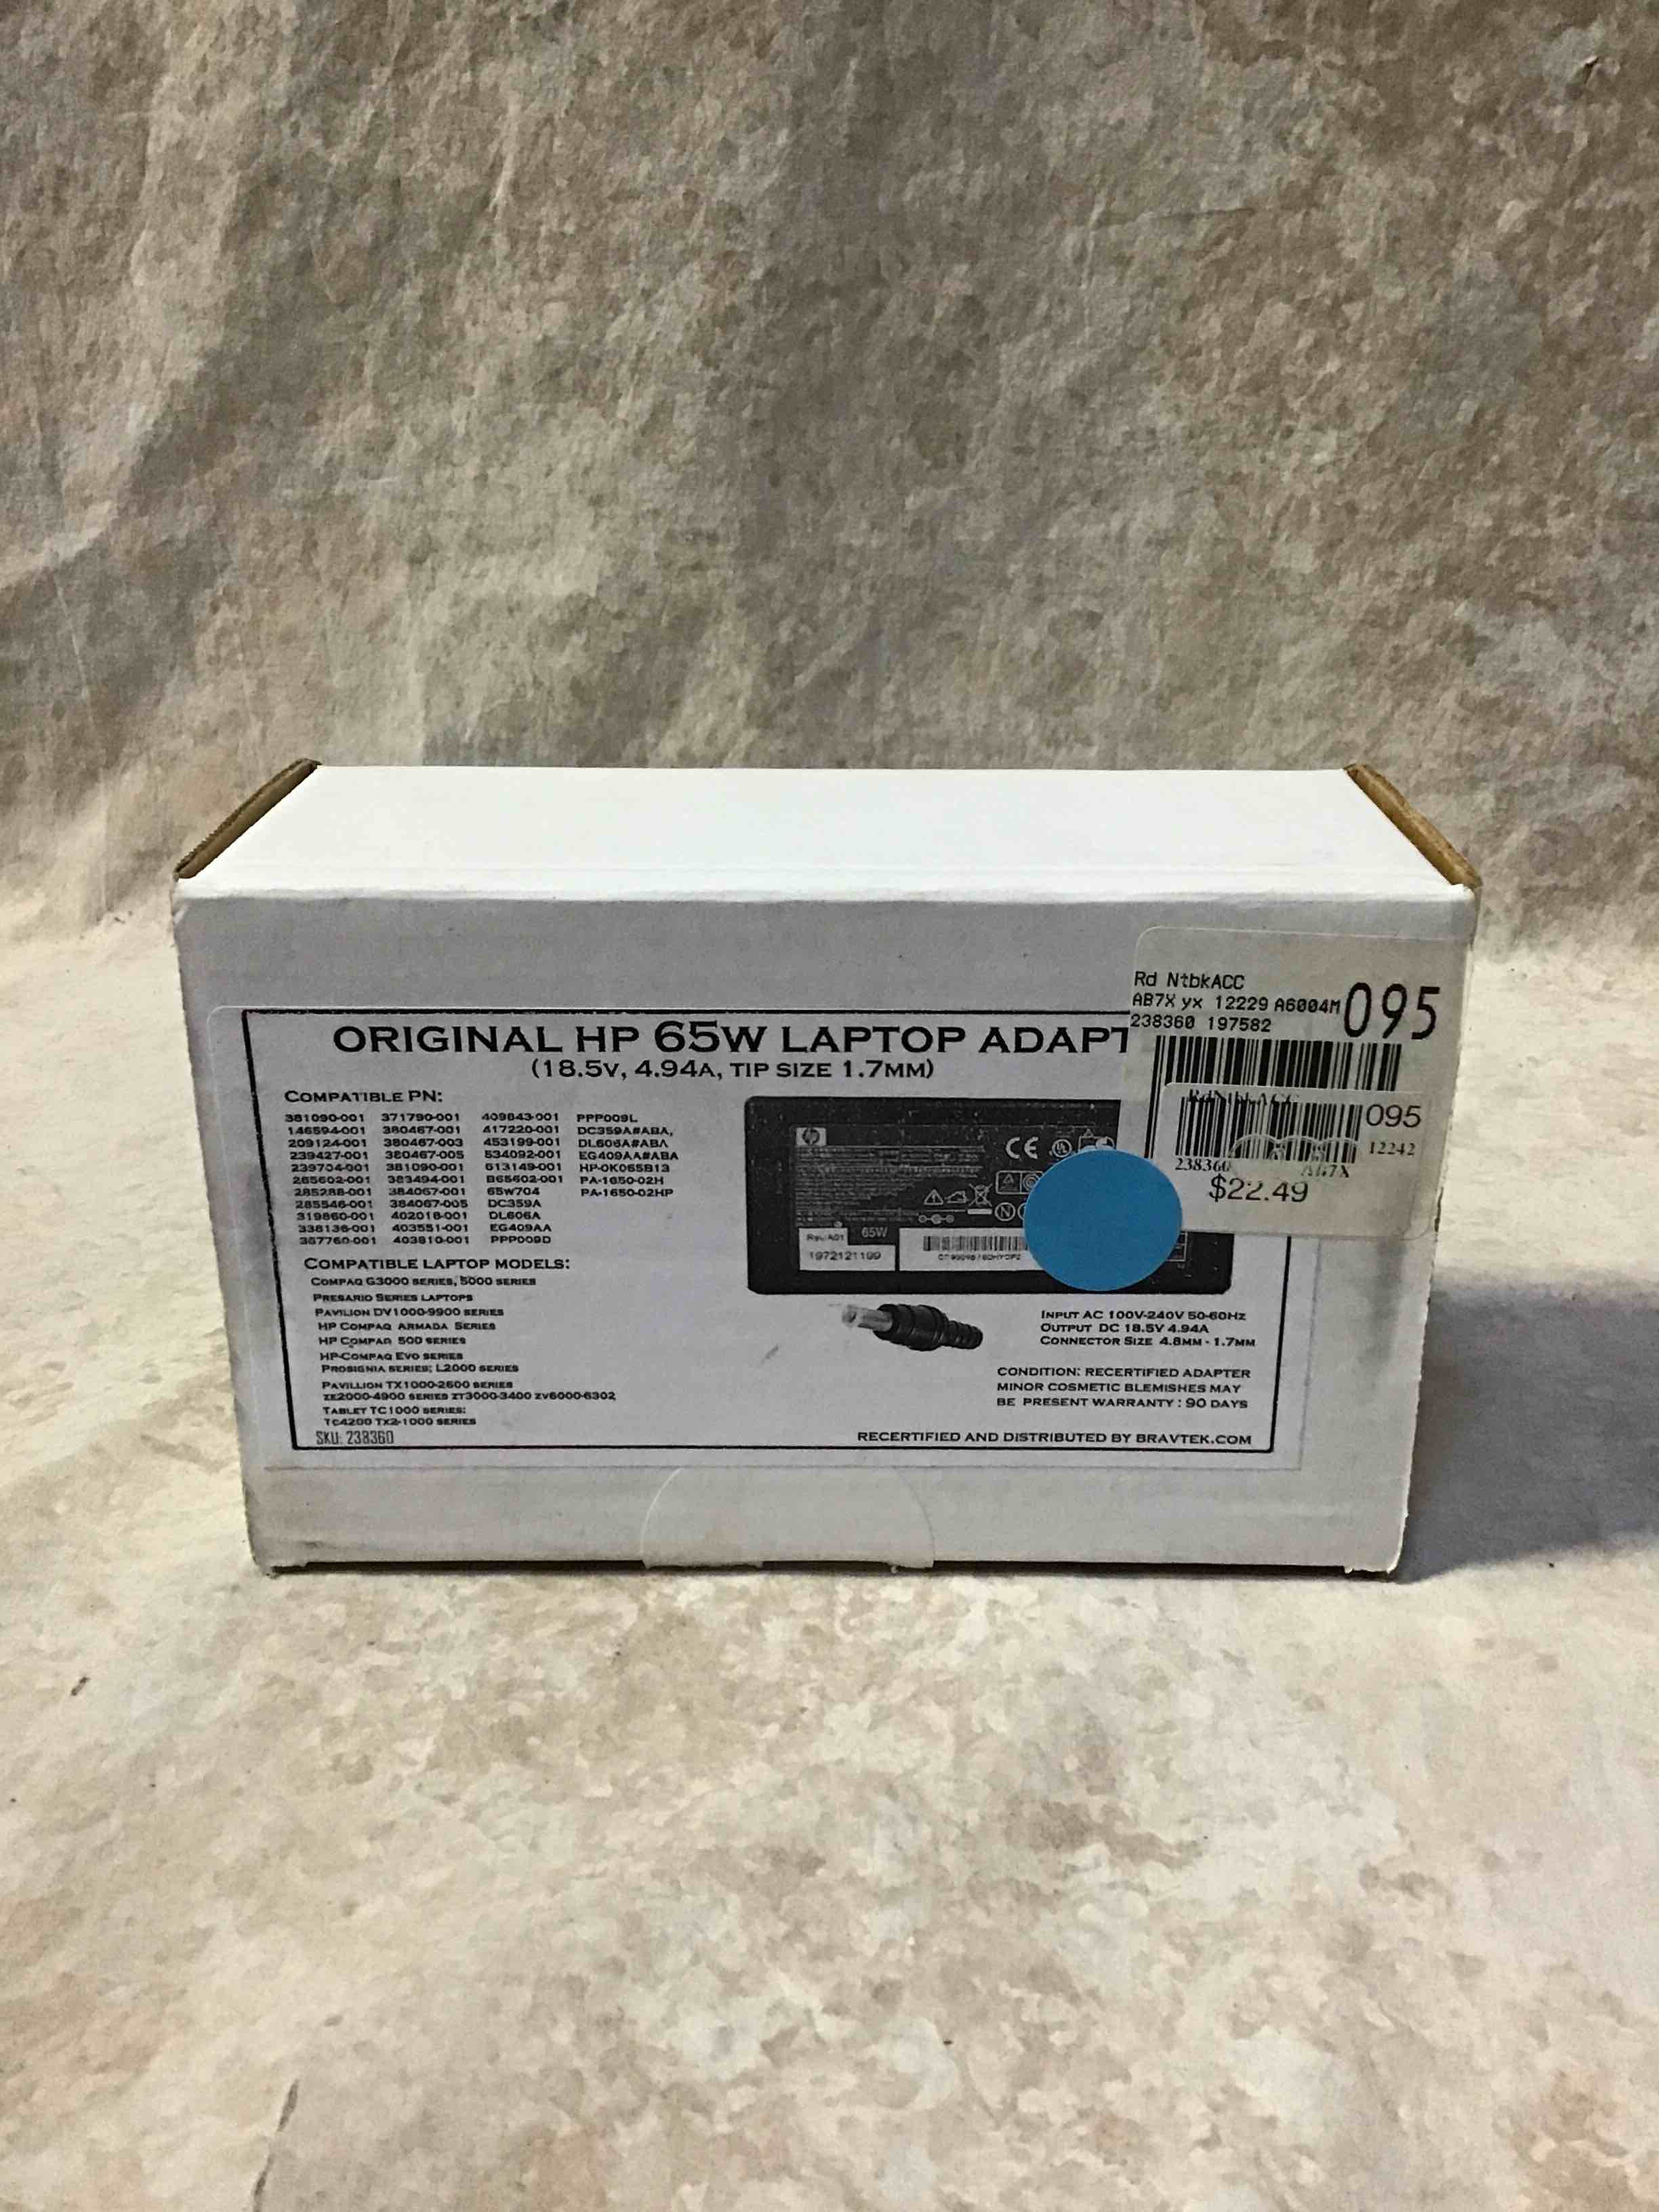 Rd NtbkACC
AB7X yx 12229 A6004M 095
238360 197582
095
12242
AB7X
$22.49
ORIGINAL HP 65W LAPTOP ADAPT
(18.5V, 4.94A, TIP SIZE 1.7MM)
COMPATIBLE PN:
381090-001 371790-001 409843-001 PPP009L
146594-001 380467-001 417220-001 DC359A#ABA,
209124-001 380467-003 453199-001 DL606A#ABA
239427-001 380467-005 534092-001 EG409AA#ABA
239704-001 381090-001 613149-001 HP-OK065B13
265602-001 383494-001 B65602-001 PA-1650-02H
285288-001 384067-001 65W704 PA-1650-02HP
285546-001 384067-005 DC359A
319860-001 402018-001 DL606A
338136-001 403551-001 EG409AA
367760-001 403810-001 PPP009D
COMPATIBLE LAPTOP MODELS:
COMPAQ G3000 SERIES, 5000 SERIES
PRESARIO SERIES LAPTOPS
PAVILION DV1000-9900 SERIES
HP COMPAQ ARMADA SERIES
HP COMPAQ 500 SERIES
HP-COMPAQ EVO SERIES
PROSIGNIA SERIES; L2000 SERIES
PAVILLION TX1000-2600 SERIES
ZE2000-4900 SERIES ZT3000-3400 ZV6000-6302
TABLET TC1000 SERIES:
TC4200 TX2-1000 SERIES
SKU: 238360
hp
CE
Rev: A01 65W
1972121199
INPUT AC 100V-240V 50-60HZ
OUTPUT DC 18.5V 4.94A
CONNECTOR SIZE 4.8MM - 1.7MM
CONDITION: RECERTIFIED ADAPTER
MINOR COSMETIC BLEMISHES MAY
BE PRESENT WARRANTY : 90 DAYS
RECERTIFIED AND DISTRIBUTED BY BRAVTEK.COM